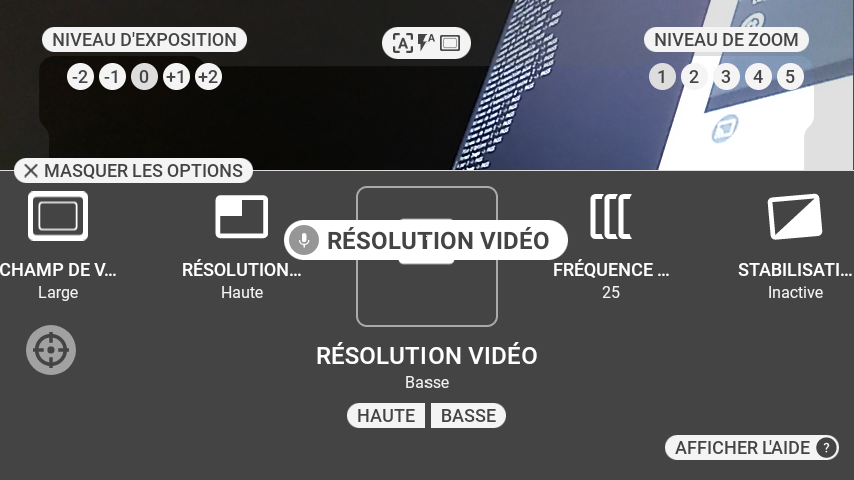 NIVEAU D'EXPOSITION
-2 -1 0 +1 +2
A A
NIVEAU DE ZOOM
1 2 3 4 5
MASQUER LES OPTIONS
CHAMP DE V...
Large
RÉSOLUTION...
Haute
RÉSOLUTION VIDÉO
FRÉQUENCE ...
25
STABILISATI...
Inactive
RÉSOLUTION VIDÉO
Basse
HAUTE BASSE
AFFICHER L'AIDE ?